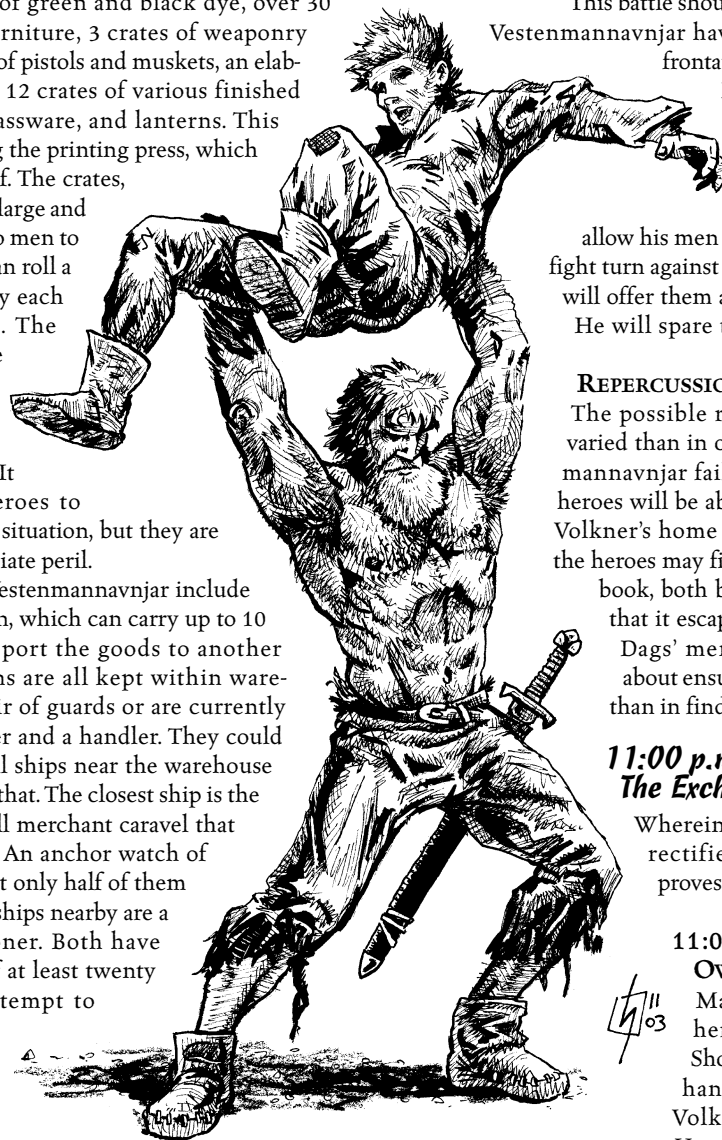 of green and black dye, over 30
rniture, 3 crates of weaponry
of pistols and muskets, an elab-
12 crates of various finished
assware, and lanterns. This
g the printing press, which
f. The crates,
large and
o men to
an roll a
y each
. The
e
It
eroes to
situation, but they are
iate peril.
estenmannavnjar include
n, which can carry up to 10
port the goods to another
ns are all kept within ware-
ir of guards or are currently
er and a handler. They could
l ships near the warehouse
that. The closest ship is the
ll merchant caravel that
An anchor watch of
t only half of them
ships nearby are a
oner. Both have
f at least twenty
tempt to
This battle shou
Vestenmannavnjar hav
fronta
allow his men
fight turn against
will offer them a
He will spare t
REPERCUSSIO
The possible r
varied than in o
mannavnjar fai
heroes will be ab
Volkner's home
the heroes may fi
book, both b
that it escap
Dags' mer
about ensu
than in find
11:00 p.m
The Exch
Wherein
rectifie
proves
11:0
Ov
Ma
her
Sho
han
Volk
11
03